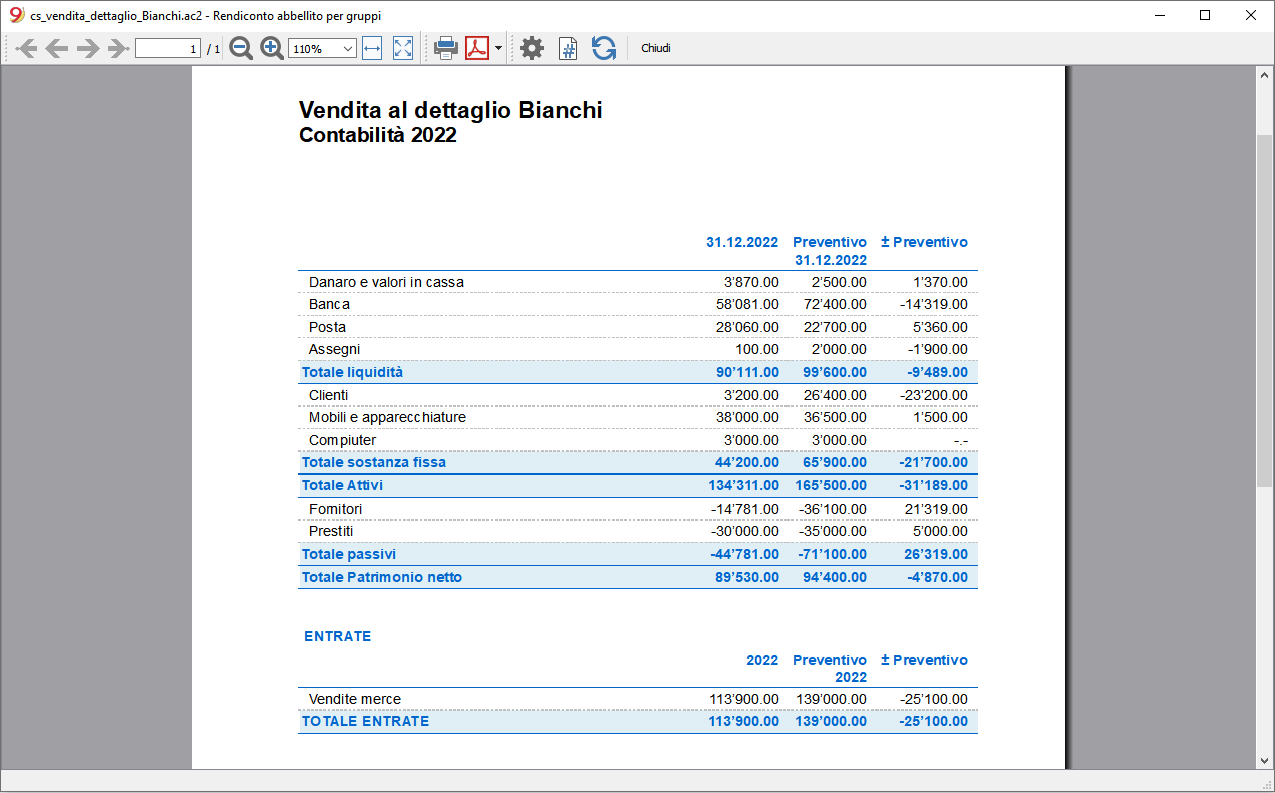 cs_vendita_dettaglio_Bianchi.ac2 - Rendiconto abbellito per gruppi
1 / 1 110% Chiudi
Vendita al dettaglio Bianchi
Contabilità 2022
31.12.2022 Preventivo ± Preventivo
31.12.2022
Danaro e valori in cassa 3’870.00 2’500.00 1’370.00
Banca 58’081.00 72’400.00 -14’319.00
Posta 28’060.00 22’700.00 5’360.00
Assegni 100.00 2’000.00 -1’900.00
Totale liquidità 90’111.00 99’600.00 -9’489.00
Clienti 3’200.00 26’400.00 -23’200.00
Mobili e apparecchiature 38’000.00 36’500.00 1’500.00
Compiuter 3’000.00 3’000.00 -.-
Totale sostanza fissa 44’200.00 65’900.00 -21’700.00
Totale Attivi 134’311.00 165’500.00 -31’189.00
Fornitori -14’781.00 -36’100.00 21’319.00
Prestiti -30’000.00 -35’000.00 5’000.00
Totale passivi -44’781.00 -71’100.00 26’319.00
Totale Patrimonio netto 89’530.00 94’400.00 -4’870.00
ENTRATE
2022 Preventivo ± Preventivo
2022
Vendite merce 113’900.00 139’000.00 -25’100.00
TOTALE ENTRATE 113’900.00 139’000.00 -25’100.00